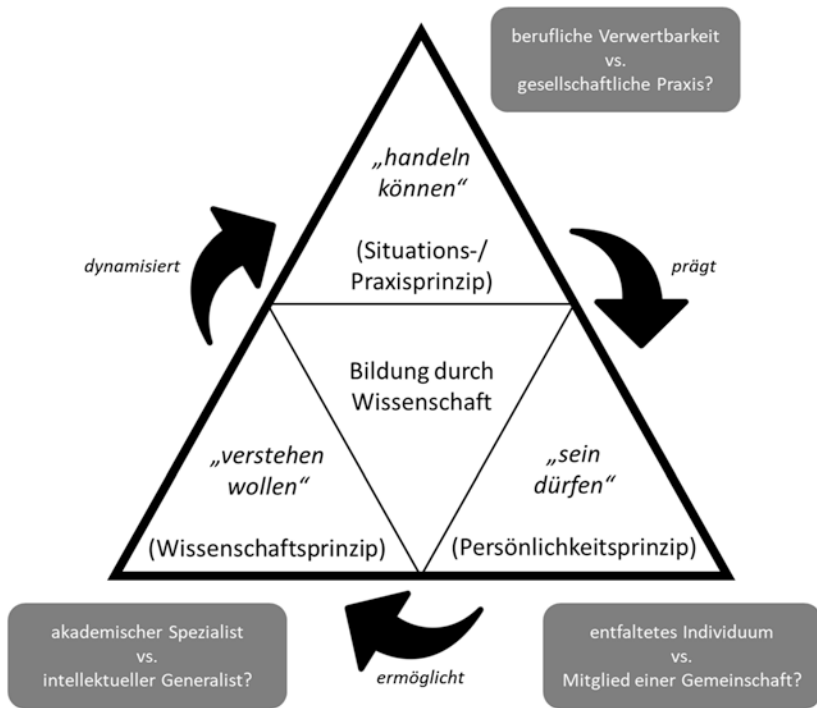 berufliche Verwertbarkeit
vs.
gesellschaftliche Praxis?
„handeln
können“
(Situations-/
Praxisprinzip)
dynamisiert
prägt
Bildung durch
Wissenschaft
„verstehen
wollen“
(Wissenschaftsprinzip)
„sein
dürfen“
(Persönlichkeitsprinzip)
akademischer Spezialist
vs.
intellektueller Generalist?
ermöglicht
entfaltetes Individuum
vs.
Mitglied einer Gemeinschaft?